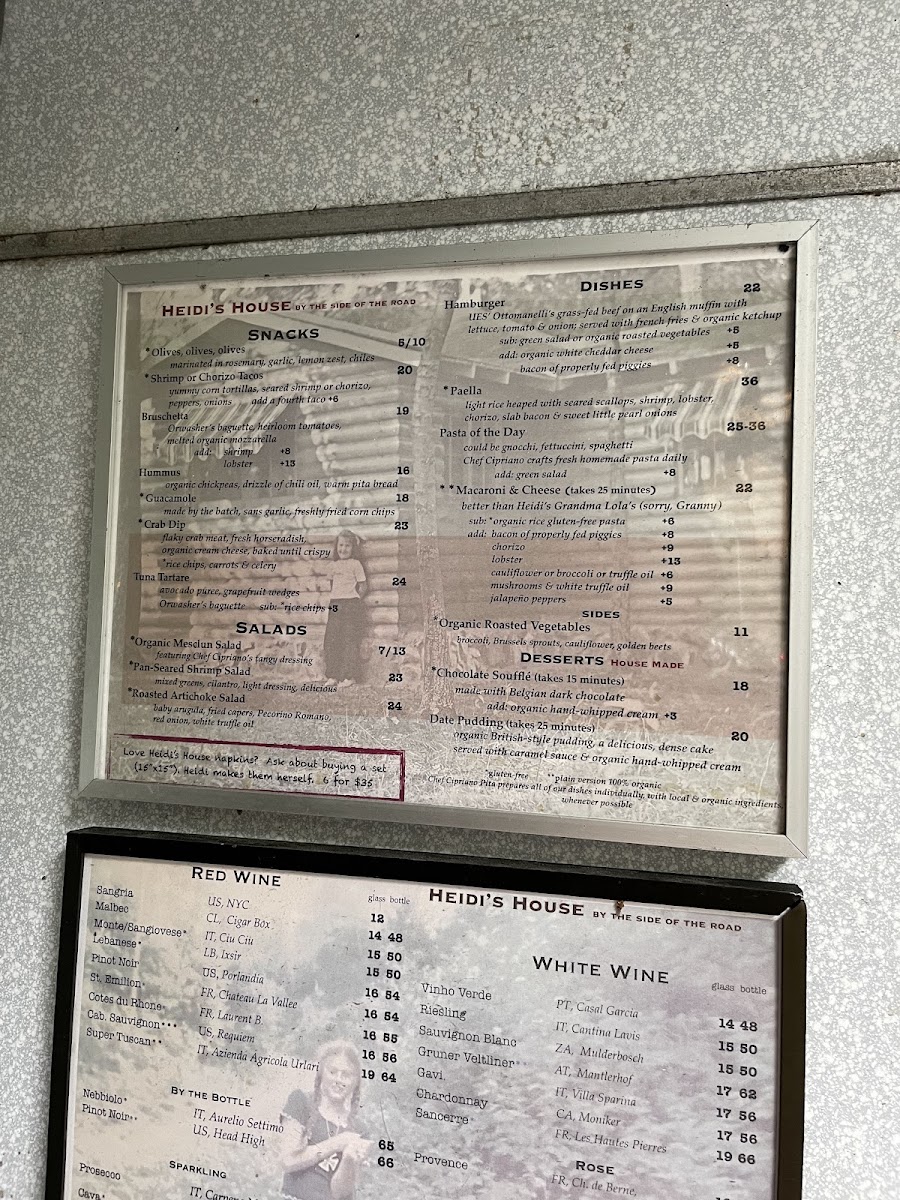 HEIDI'S HOUSE BY THE SIDE OF THE ROAD
SNACKS
*Olives, olives, olives 5/10
marinated in rosemary, garlic, lemon zest, chiles
*Shrimp or Chorizo Tacos 20
yummy corn tortillas, seared shrimp or chorizo,
peppers, onions add a fourth taco +6
Bruschetta 19
Orwasher's baguette, heirloom tomatoes,
melted organic mozzarella
add: shrimp +8
lobster +13
Hummus 16
organic chickpeas, drizzle of chili oil, warm pita bread
*Guacamole 18
made by the batch, sans garlic, freshly fried corn chips
*Crab Dip 23
flaky crab meat, fresh horseradish,
organic cream cheese, baked until crispy
*rice chips, carrots & celery
Tuna Tartare 24
avocado puree, grapefruit wedges
Orwasher's baguette sub: *rice chips +3
SALADS
*Organic Mesclun Salad 7/13
featuring Chef Cipriano's tangy dressing
*Pan-Seared Shrimp Salad 23
mixed greens, cilantro, light dressing, delicious
*Roasted Artichoke Salad 24
baby arugula, fried capers, Pecorino Romano,
red onion, white truffle oil
Love Heidi's House napkins? Ask about buying a set
(15"x15"). Heidi makes them herself. 6 for $35
DISHES
Hamburger 22
UES' Ottomanelli's grass-fed beef on an English muffin with
lettuce, tomato & onion; served with french fries & organic ketchup
sub: green salad or organic roasted vegetables +5
add: organic white cheddar cheese +5
bacon of properly fed piggies +8
*Paella 36
light rice heaped with seared scallops, shrimp, lobster,
chorizo, slab bacon & sweet little pearl onions
Pasta of the Day 25-36
could be gnocchi, fettuccini, spaghetti
Chef Cipriano crafts fresh homemade pasta daily
add: green salad +8
**Macaroni & Cheese (takes 25 minutes) 22
better than Heidi's Grandma Lola's (sorry, Granny)
sub: *organic rice gluten-free pasta +6
add: bacon of properly fed piggies +8
chorizo +9
lobster +13
cauliflower or broccoli or truffle oil +6
mushrooms & white truffle oil +9
jalapeño peppers +5
SIDES
*Organic Roasted Vegetables 11
broccoli, Brussels sprouts, cauliflower, golden beets
DESSERTS HOUSE MADE
*Chocolate Soufflé (takes 15 minutes) 18
made with Belgian dark chocolate
add: organic hand-whipped cream +3
Date Pudding (takes 25 minutes) 20
organic British-style pudding, a delicious, dense cake
served with caramel sauce & organic hand-whipped cream
*gluten-free **plain version 100% organic
Chef Cipriano Pita prepares all of our dishes individually, with local & organic ingredients,
whenever possible
RED WINE
glass bottle
Sangria US, NYC 12
Malbec CL, Cigar Box 14 48
Monte/Sangiovese* IT, Ciu Ciu 15 50
Lebanese* LB, Ixsir 15 50
Pinot Noir US, Porlandia 16 54
St. Emilion* FR, Chateau La Vallee 16 54
Cotes du Rhone FR, Laurent B. 16 55
Cab. Sauvignon*** US, Requiem 16 56
Super Tuscan** IT, Azienda Agricola Urlari 19 64
BY THE BOTTLE
Nebbiolo* IT, Aurelio Settimo 65
Pinot Noir** US, Head High 66
SPARKLING
Prosecco
Cava*
HEIDI'S HOUSE BY THE SIDE OF THE ROAD
WHITE WINE
glass bottle
Vinho Verde PT, Casal Garcia 14 48
Riesling IT, Cantina Lavis 15 50
Sauvignon Blanc ZA, Mulderbosch 15 50
Gruner Veltliner AT, Mantlerhof 17 62
Gavi. IT, Villa Sparina 17 56
Chardonnay CA, Moniker 17 56
Sancerre FR, Les Hautes Pierres 19 66
ROSE
Provence FR, Ch. de Berne,